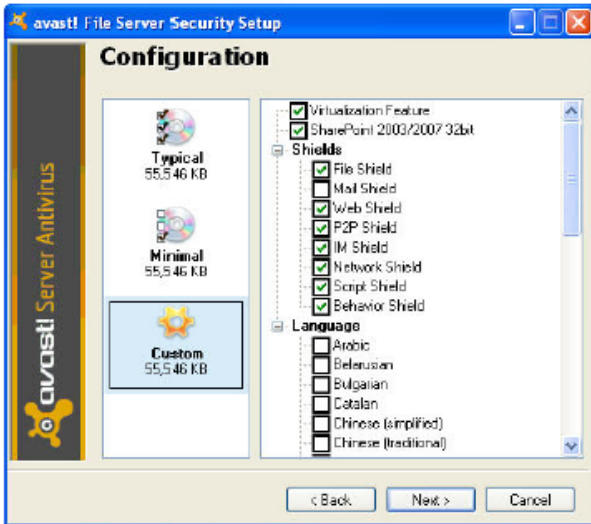 avast! File Server Security Setup
Configuration
avast! Server Antivirus
Typical
55,546 KB
Minimal
55,546 KB
Custom
55,546 KB
Virtualization Feature
SharePoint 2003/2007 32bit
Shields
File Shield
Mail Shield
Web Shield
P2P Shield
IM Shield
Network Shield
Script Shield
Behavior Shield
Language
Arabic
Belarusian
Bulgarian
Catalan
Chinese (simplified)
Chinese (traditional)
< Back
Next >
Cancel